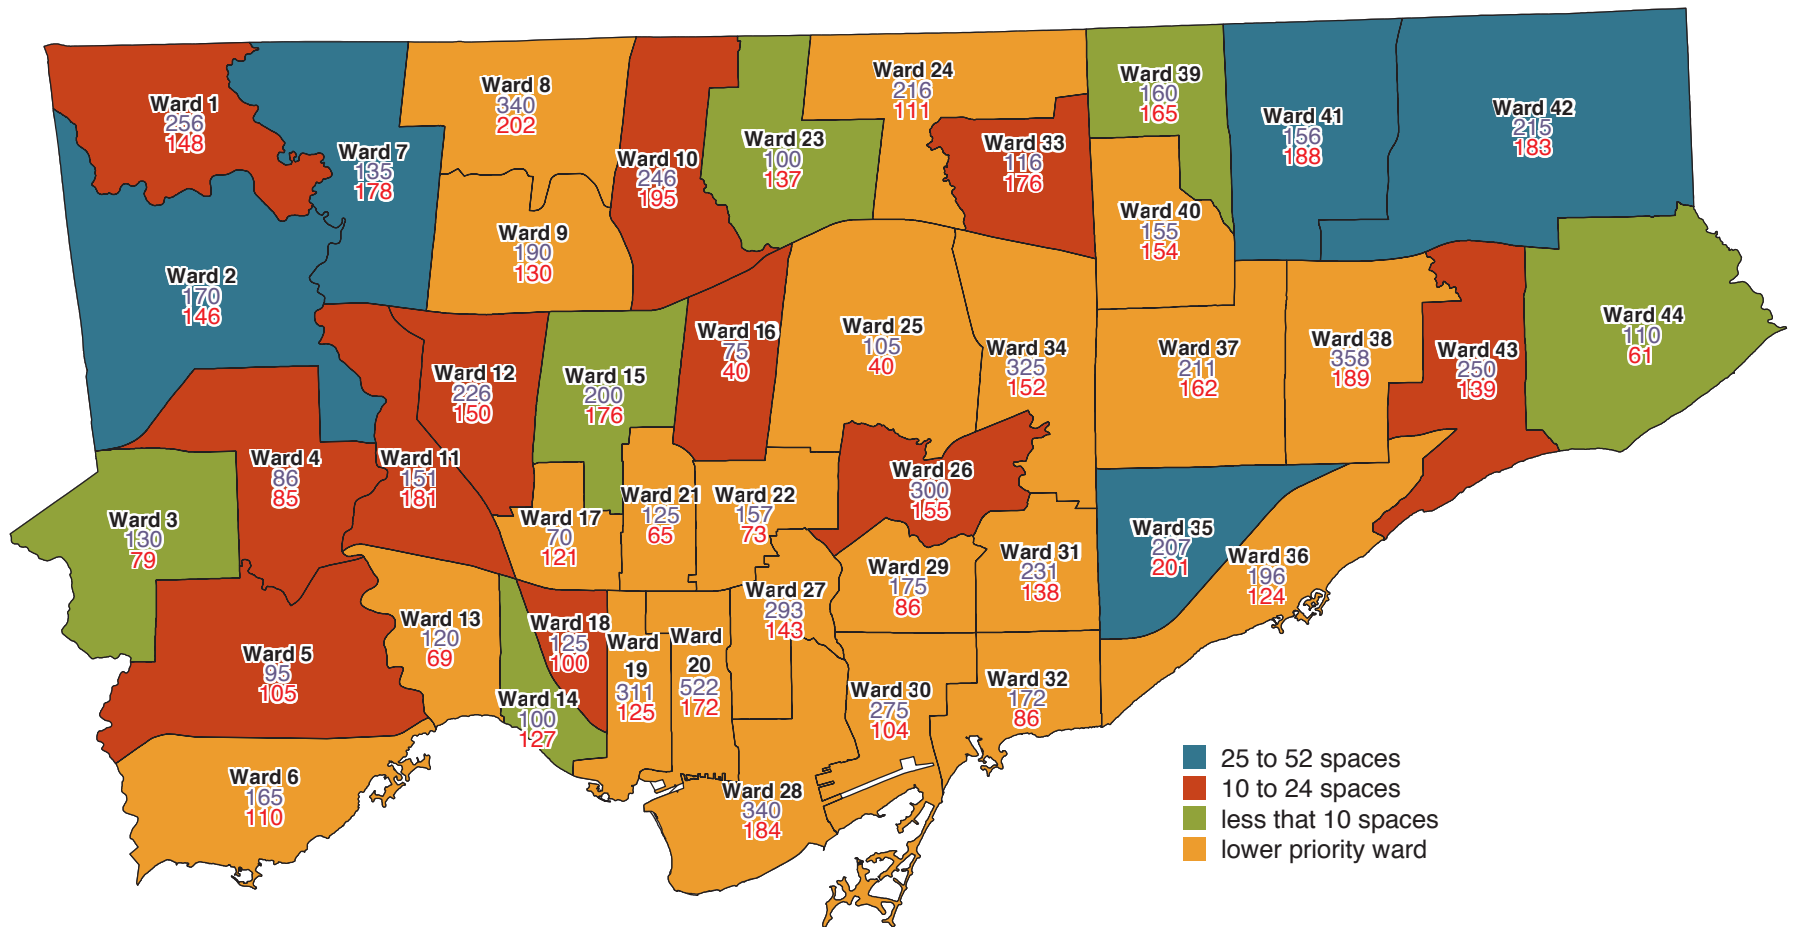 Ward 1
256
148
Ward 7
135
178
Ward 8
340
202
Ward 10
246
195
Ward 23
100
137
Ward 24
216
111
Ward 33
116
176
Ward 39
160
165
Ward 41
156
188
Ward 42
215
183
Ward 2
170
146
Ward 9
190
130
Ward 40
155
154
Ward 12
226
150
Ward 15
200
176
Ward 16
75
40
Ward 25
105
40
Ward 34
325
152
Ward 37
211
162
Ward 38
358
189
Ward 43
250
139
Ward 44
110
61
Ward 3
130
79
Ward 4
86
85
Ward 11
151
181
Ward 17
70
121
Ward 21
125
65
Ward 22
157
73
Ward 26
300
155
Ward 35
207
201
Ward 36
196
124
Ward 5
95
105
Ward 13
120
69
Ward 14
100
127
Ward 18
125
100
Ward
19
311
125
Ward
20
522
172
Ward 27
293
143
Ward 29
175
86
Ward 31
231
138
Ward 30
275
104
Ward 32
172
86
Ward 6
165
110
Ward 28
340
184
25 to 52 spaces
10 to 24 spaces
less that 10 spaces
lower priority ward